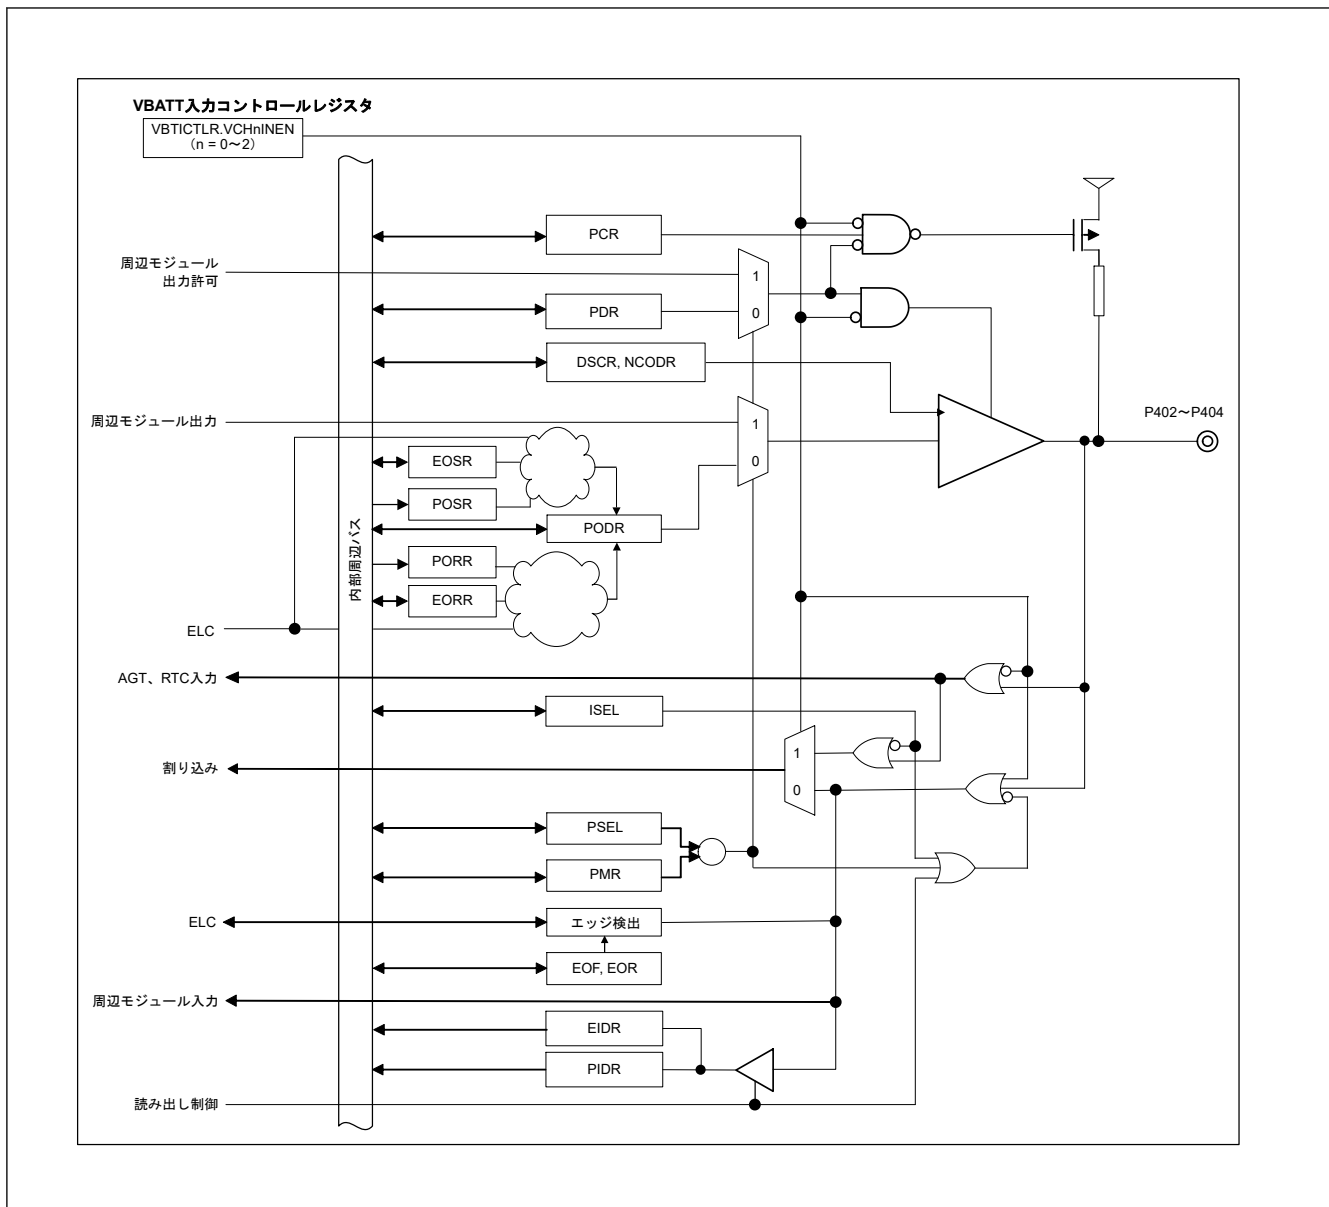 VBATT入力コントロールレジスタ
VBTICTLR.VCHnINEN
（n = 0～2）
PCR
周辺モジュール
出力許可
1
0
PDR
DSCR, NCODR
周辺モジュール出力
1
0
P402～P404
EOSR
POSR
PODR
内部周辺バス
PORR
EORR
ELC
AGT、RTC入力
ISEL
割り込み
1
0
PSEL
PMR
ELC
エッジ検出
EOF, EOR
周辺モジュール入力
EIDR
PIDR
読み出し制御